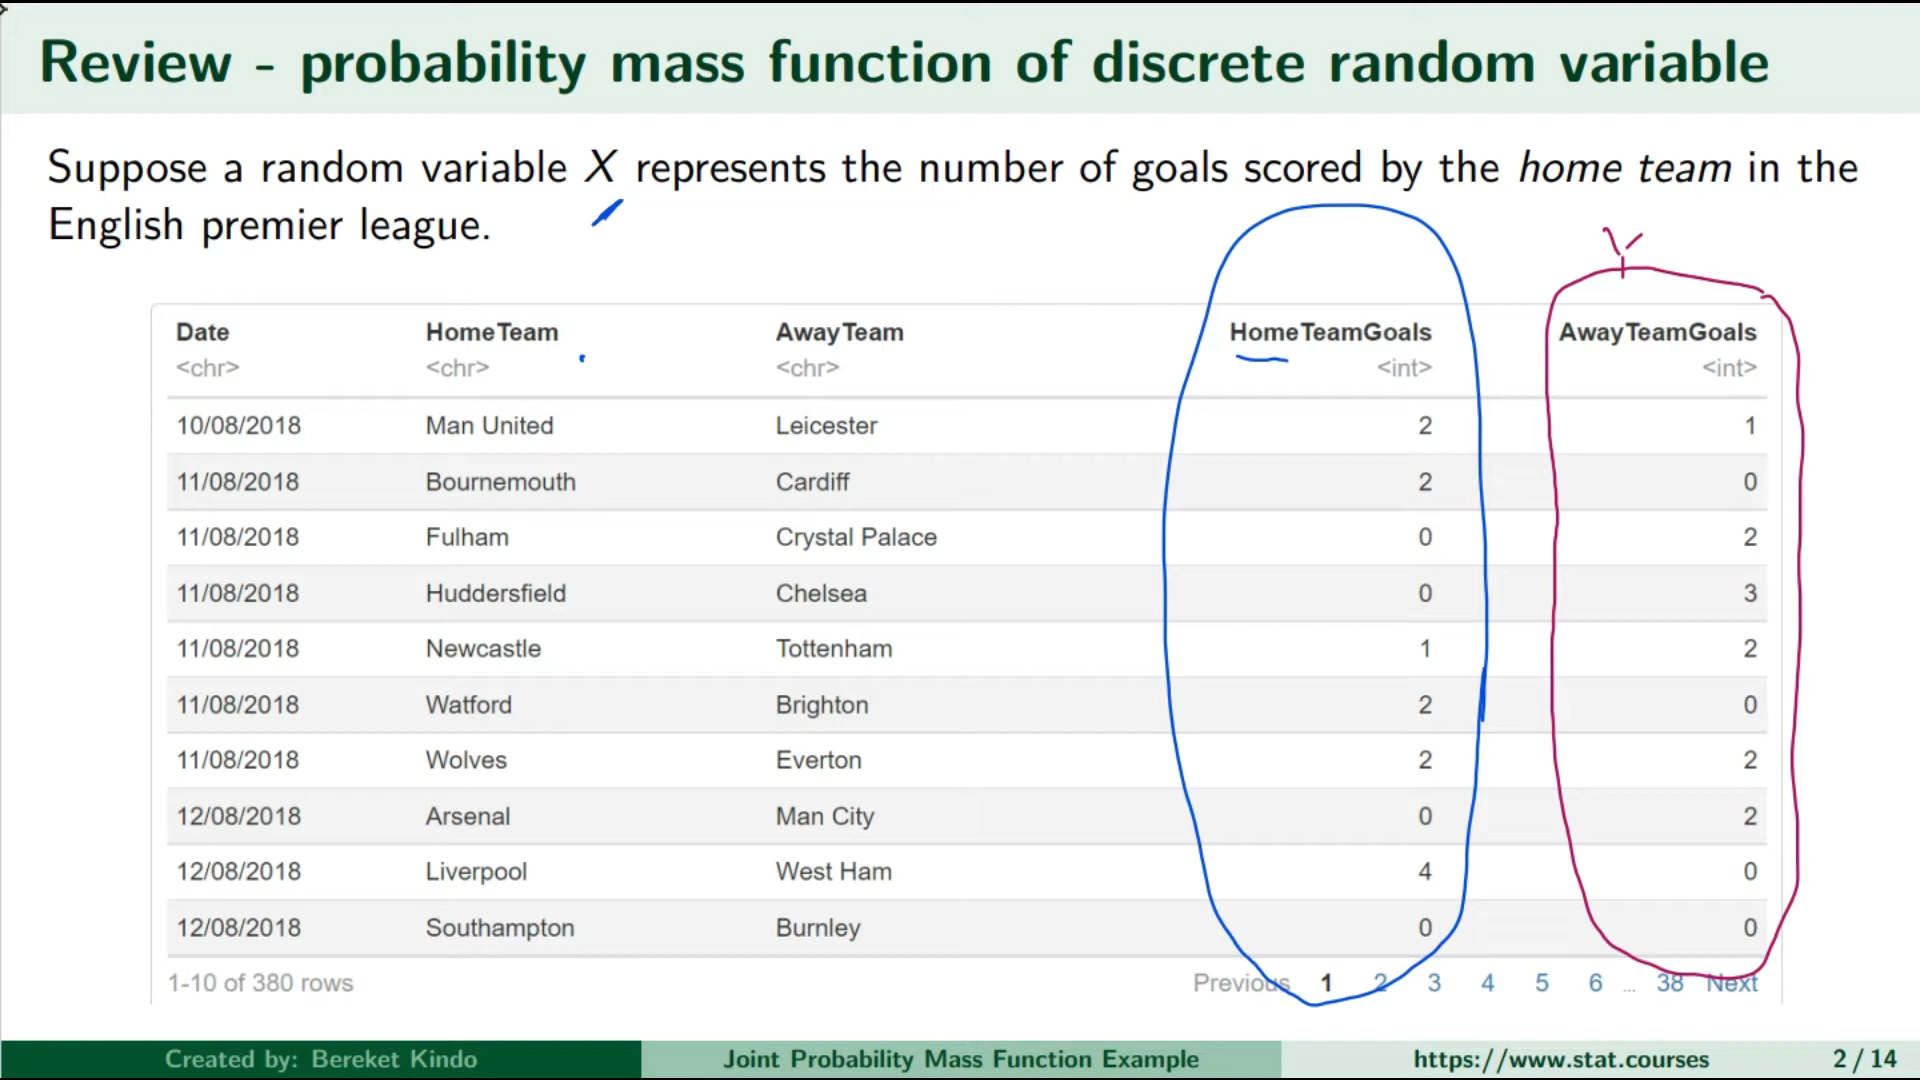 Review - probability mass function of discrete random variable
Suppose a random variable X represents the number of goals scored by the home team in the
English premier league.
Y
Date HomeTeam AwayTeam HomeTeamGoals AwayTeamGoals
<chr> <chr> <chr> <int> <int>
10/08/2018 Man United Leicester 2 1
11/08/2018 Bournemouth Cardiff 2 0
11/08/2018 Fulham Crystal Palace 0 2
11/08/2018 Huddersfield Chelsea 0 3
11/08/2018 Newcastle Tottenham 1 2
11/08/2018 Watford Brighton 2 0
11/08/2018 Wolves Everton 2 2
12/08/2018 Arsenal Man City 0 2
12/08/2018 Liverpool West Ham 4 0
12/08/2018 Southampton Burnley 0 0
1-10 of 380 rows Previous 1 2 3 4 5 6 ... 38 Next
Created by: Bereket Kindo Joint Probability Mass Function Example https://www.stat.courses 2 / 14